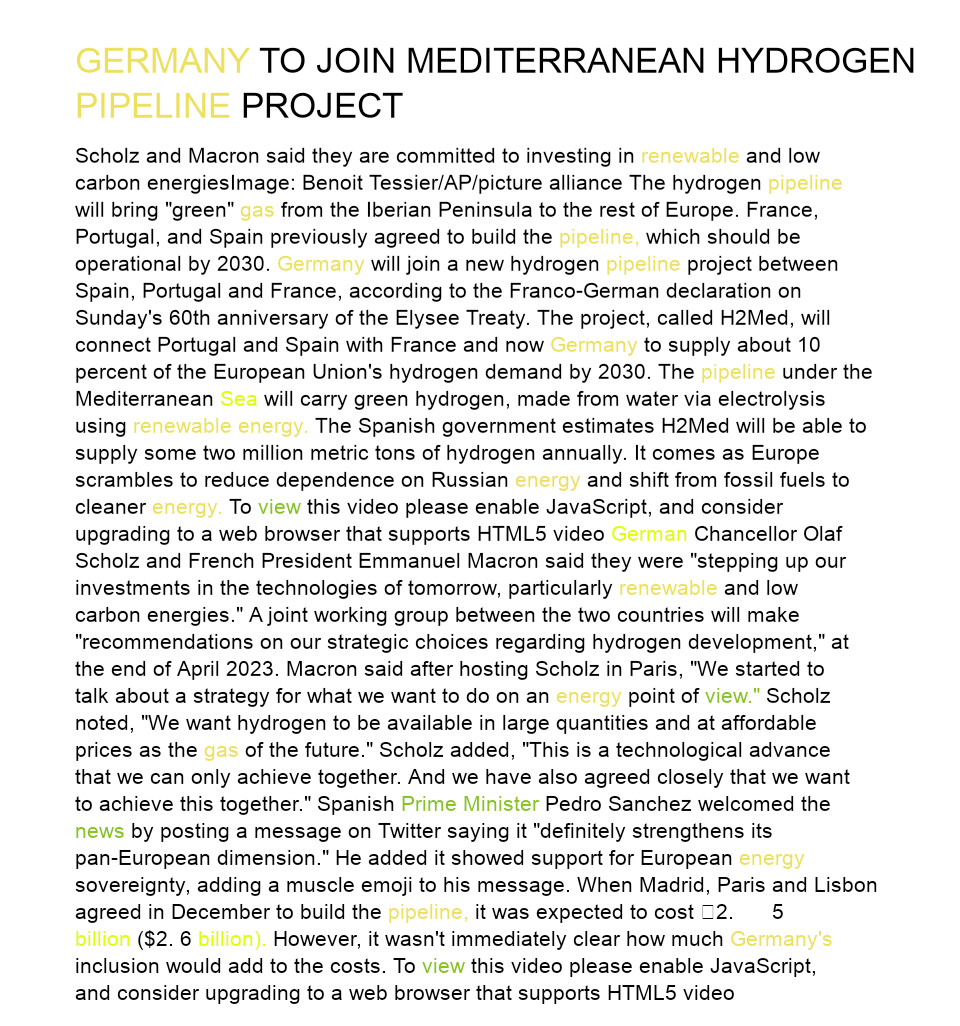 GERMANY TO JOIN MEDITERRANEAN HYDROGEN
PIPELINE PROJECT
Scholz and Macron said they are committed to investing in renewable and low
carbon energiesImage: Benoit Tessier/AP/picture alliance The hydrogen pipeline
will bring "green" gas from the Iberian Peninsula to the rest of Europe. France,
Portugal, and Spain previously agreed to build the pipeline, which should be
operational by 2030. Germany will join a new hydrogen pipeline project between
Spain, Portugal and France, according to the Franco-German declaration on
Sunday's 60th anniversary of the Elysee Treaty. The project, called H2Med, will
connect Portugal and Spain with France and now Germany to supply about 10
percent of the European Union's hydrogen demand by 2030. The pipeline under the
Mediterranean Sea will carry green hydrogen, made from water via electrolysis
using renewable energy. The Spanish government estimates H2Med will be able to
supply some two million metric tons of hydrogen annually. It comes as Europe
scrambles to reduce dependence on Russian energy and shift from fossil fuels to
cleaner energy. To view this video please enable JavaScript, and consider
upgrading to a web browser that supports HTML5 video German Chancellor Olaf
Scholz and French President Emmanuel Macron said they were "stepping up our
investments in the technologies of tomorrow, particularly renewable and low
carbon energies." A joint working group between the two countries will make
"recommendations on our strategic choices regarding hydrogen development," at
the end of April 2023. Macron said after hosting Scholz in Paris, "We started to
talk about a strategy for what we want to do on an energy point of view." Scholz
noted, "We want hydrogen to be available in large quantities and at affordable
prices as the gas of the future." Scholz added, "This is a technological advance
that we can only achieve together. And we have also agreed closely that we want
to achieve this together." Spanish Prime Minister Pedro Sanchez welcomed the
news by posting a message on Twitter saying it "definitely strengthens its
pan-European dimension." He added it showed support for European energy
sovereignty, adding a muscle emoji to his message. When Madrid, Paris and Lisbon
agreed in December to build the pipeline, it was expected to cost 2. 5
billion ($2. 6 billion). However, it wasn't immediately clear how much Germany's
inclusion would add to the costs. To view this video please enable JavaScript,
and consider upgrading to a web browser that supports HTML5 video